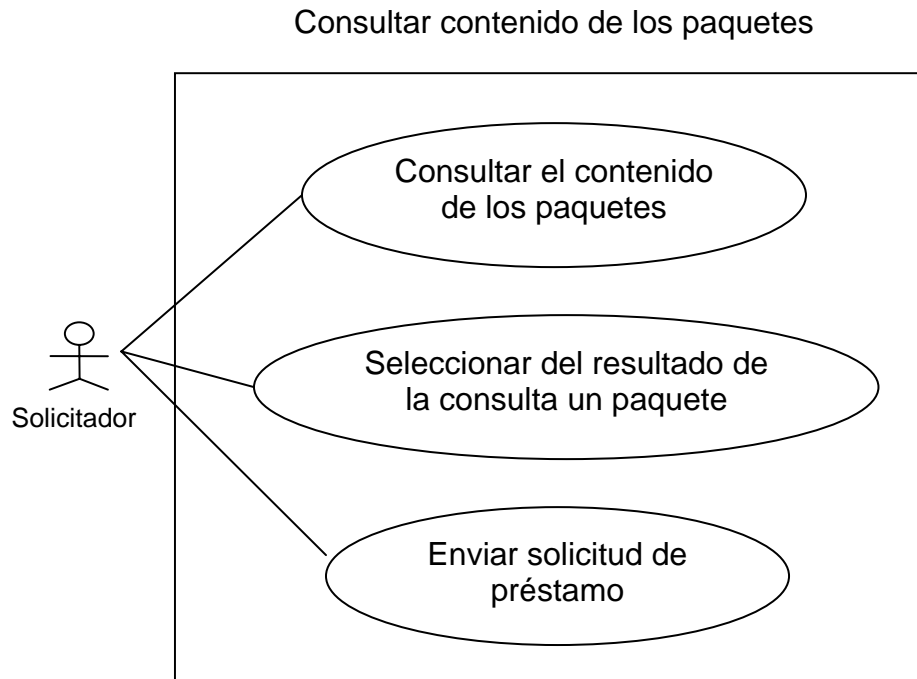 Consultar contenido de los paquetes
Consultar el contenido
de los paquetes
Seleccionar del resultado de
la consulta un paquete
Solicitador
Enviar solicitud de
préstamo